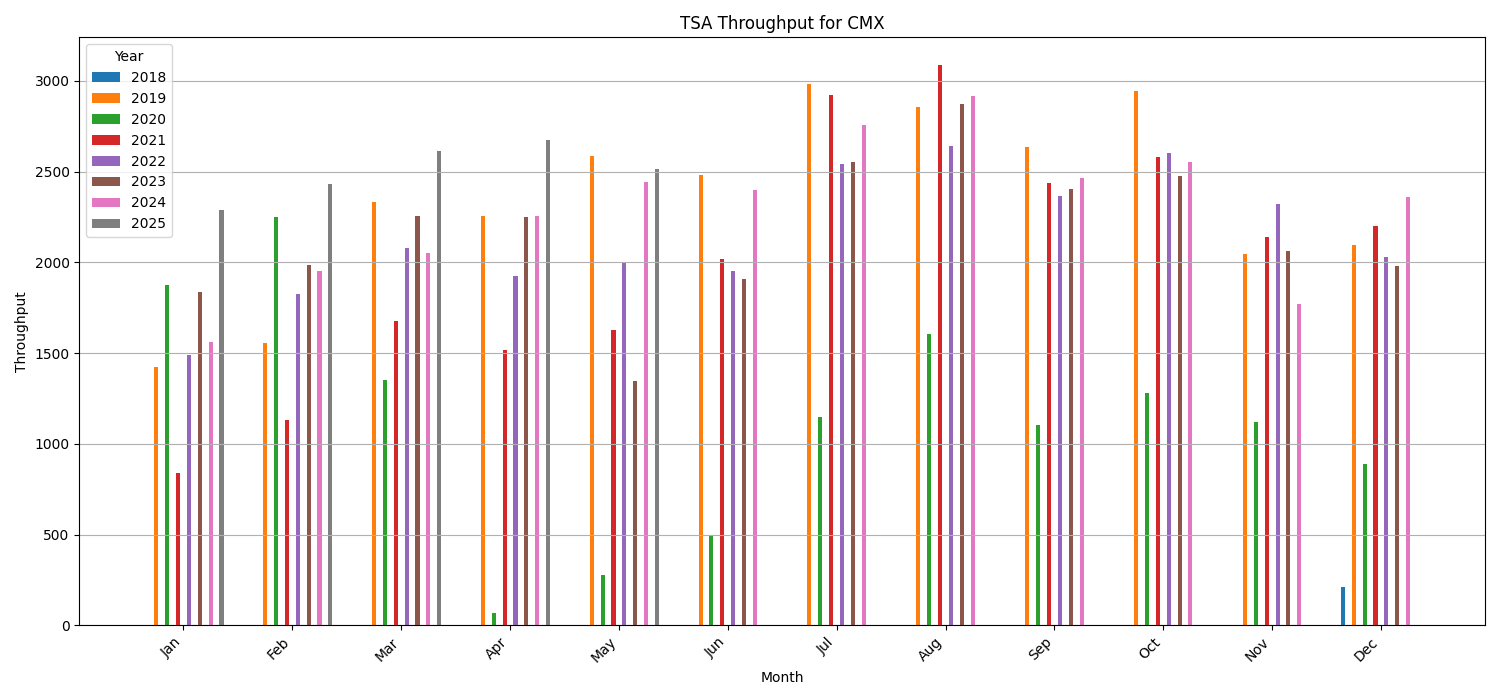 TSA Throughput for CMX
Year
2018
2019
2020
2021
2022
2023
2024
2025
Throughput
3000
2500
2000
1500
1000
500
0
Jan
Feb
Mar
Apr
May
Jun
Jul
Aug
Sep
Oct
Nov
Dec
Month